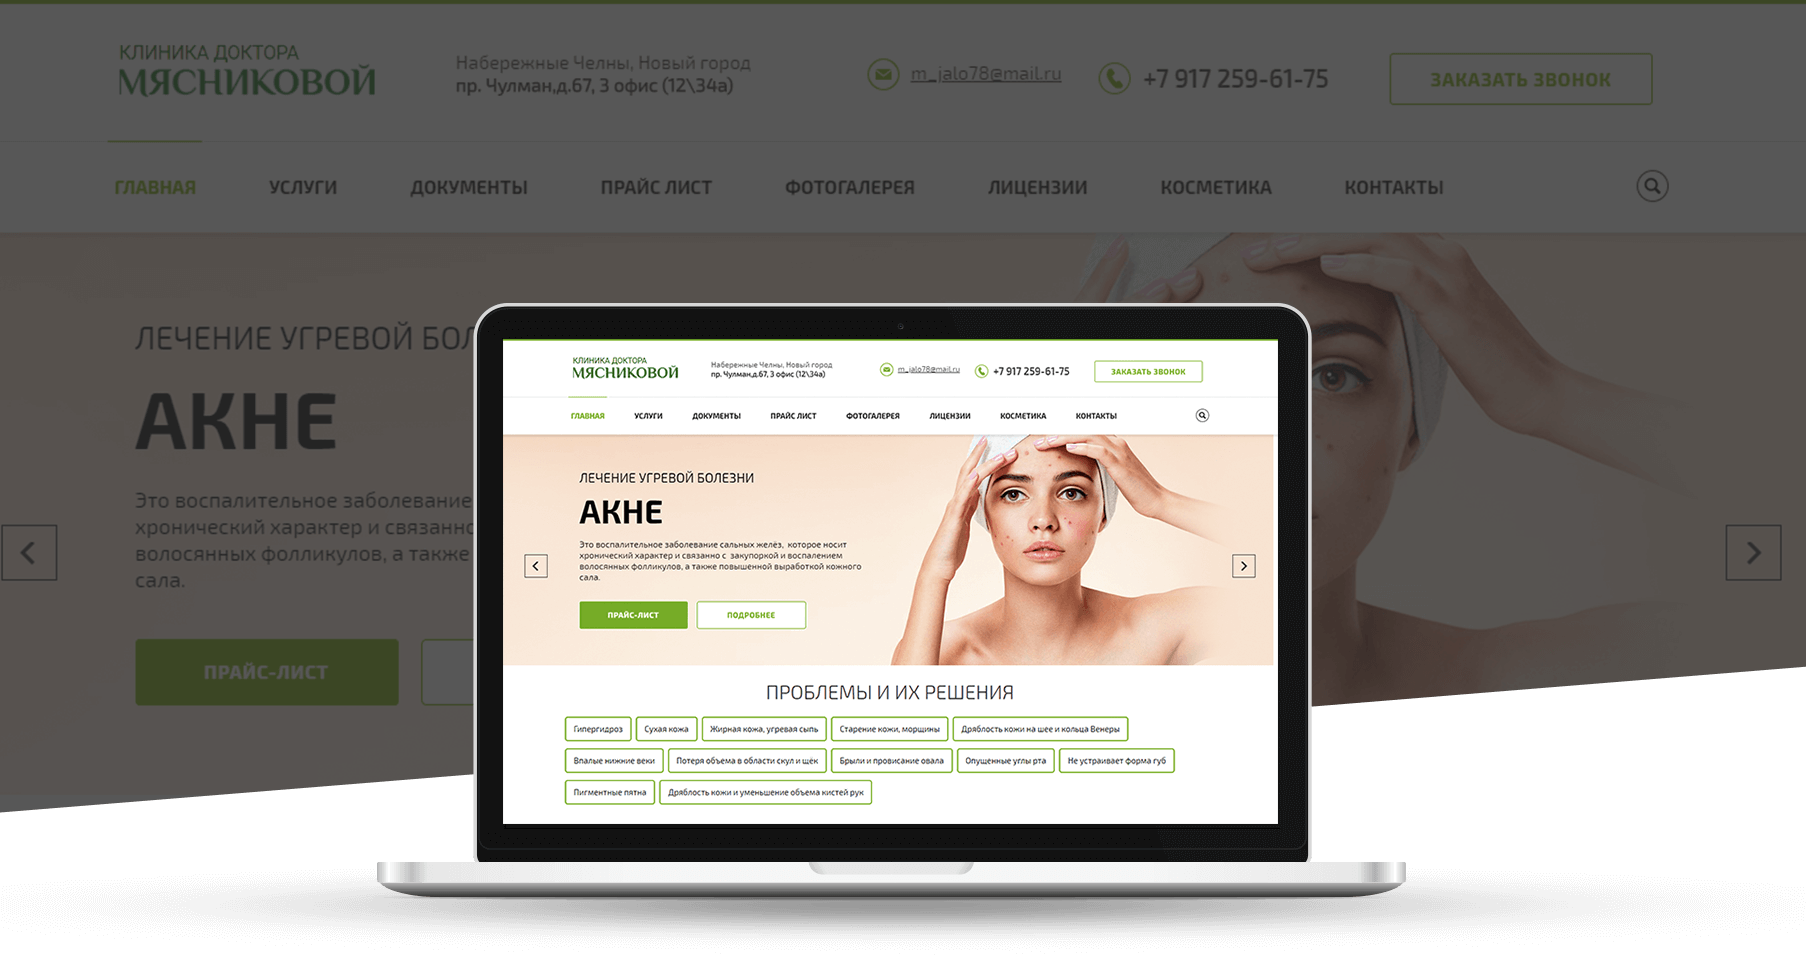 КЛИНИКА ДОКТОРА
МЯСНИКОВОЙ
Набережные Челны, Новый город
пр. Чулман,д.67, 3 офис (12\34а)
m_jalo78@mail.ru
+7 917 259-61-75
ЗАКАЗАТЬ ЗВОНОК
ГЛАВНАЯ УСЛУГИ ДОКУМЕНТЫ ПРАЙС ЛИСТ ФОТОГАЛЕРЕЯ ЛИЦЕНЗИИ КОСМЕТИКА КОНТАКТЫ
ЛЕЧЕНИЕ УГРЕВОЙ БОЛ
АКНЕ
Это воспалительное заболевание
хронический характер и связанно
волосянных фолликулов, а также
сала.
ПРАЙС-ЛИСТ
КЛИНИКА ДОКТОРА
МЯСНИКОВОЙ
Набережные Челны, Новый город
пр. Чулман,д.67, 3 офис (12\34а)
m_jalo78@mail.ru
+7 917 259-61-75
ЗАКАЗАТЬ ЗВОНОК
ГЛАВНАЯ УСЛУГИ ДОКУМЕНТЫ ПРАЙС ЛИСТ ФОТОГАЛЕРЕЯ ЛИЦЕНЗИИ КОСМЕТИКА КОНТАКТЫ
ЛЕЧЕНИЕ УГРЕВОЙ БОЛЕЗНИ
АКНЕ
Это воспалительное заболевание сальных желёз, которое носит
хронический характер и связанно с закупоркой и воспалением
волосянных фолликулов, а также повышенной выработкой кожного
сала.
ПРАЙС-ЛИСТ ПОДРОБНЕЕ
ПРОБЛЕМЫ И ИХ РЕШЕНИЯ
Гипергидроз Сухая кожа Жирная кожа, угревая сыпь Старение кожи, морщины Дряблость кожи на шее и кольца Венеры
Впалые нижние веки Потеря объема в области скул и щек Брыли и провисание овала Опущенные углы рта Не устраивает форма губ
Пигментные пятна Дряблость кожи и уменьшение объема кистей рук